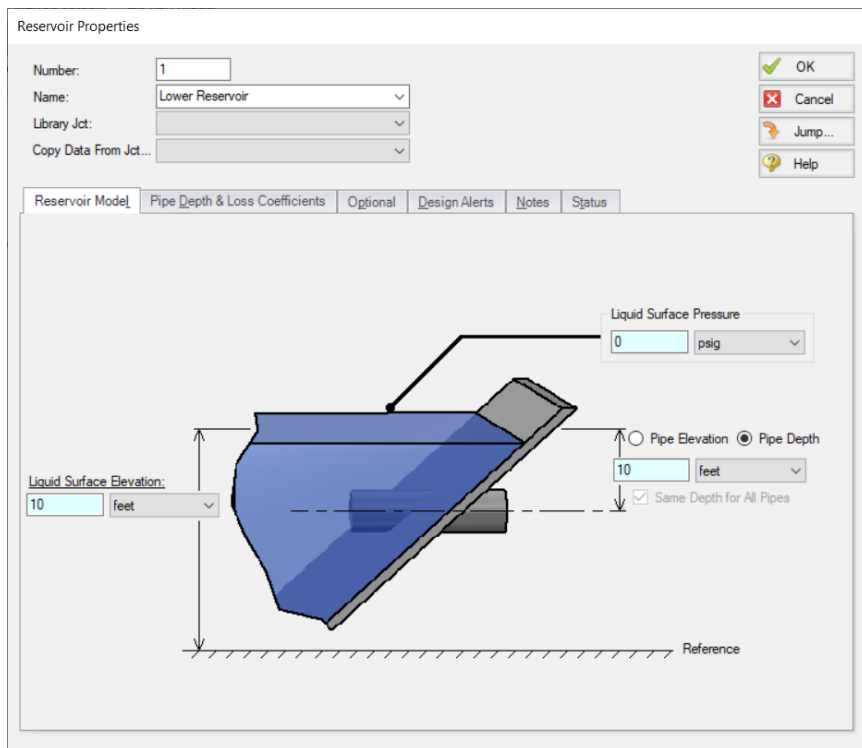 Reservoir Properties
Number:
1
OK
Name:
Lower Reservoir
Cancel
Library Jct:
Jump...
Copy Data From Jct...
Help
Reservoir Model
Pipe Depth & Loss Coefficients
Optional
Design Alerts
Notes
Status
Liquid Surface Pressure
0
psig
Pipe Elevation
Pipe Depth
10
feet
Same Depth for All Pipes
Liquid Surface Elevation:
10
feet
Reference